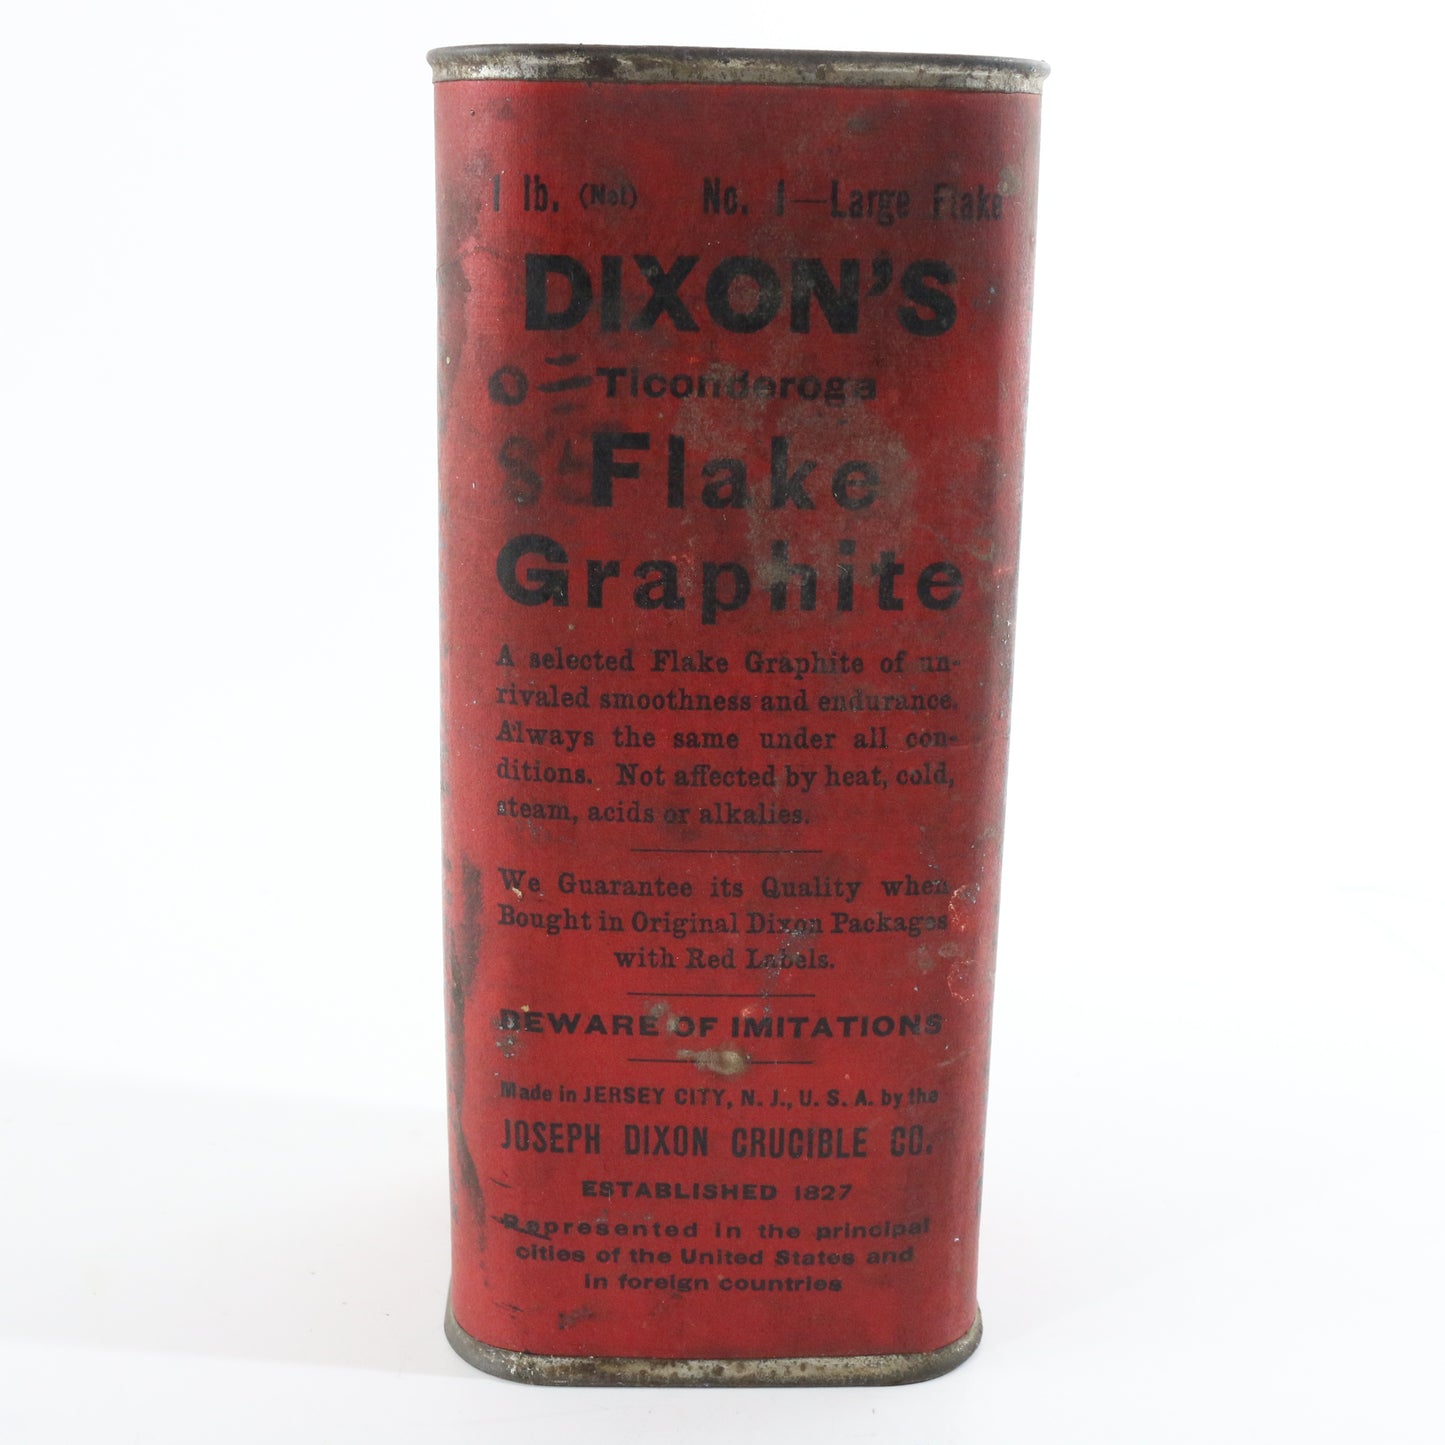 1 lb. (Net) No. 1—Large Flake
DIXON'S
Ticonderoga
Flake
Graphite
A selected Flake Graphite of un-
rivaled smoothness and endurance.
Always the same under all con-
ditions. Not affected by heat, cold,
steam, acids or alkalies.
We Guarantee its Quality when
Bought in Original Dixon Packages
with Red Labels.
BEWARE OF IMITATIONS
Made in JERSEY CITY, N. J., U. S. A. by the
JOSEPH DIXON CRUCIBLE CO.
ESTABLISHED 1827
Represented in the principal
cities of the United States and
in foreign countries